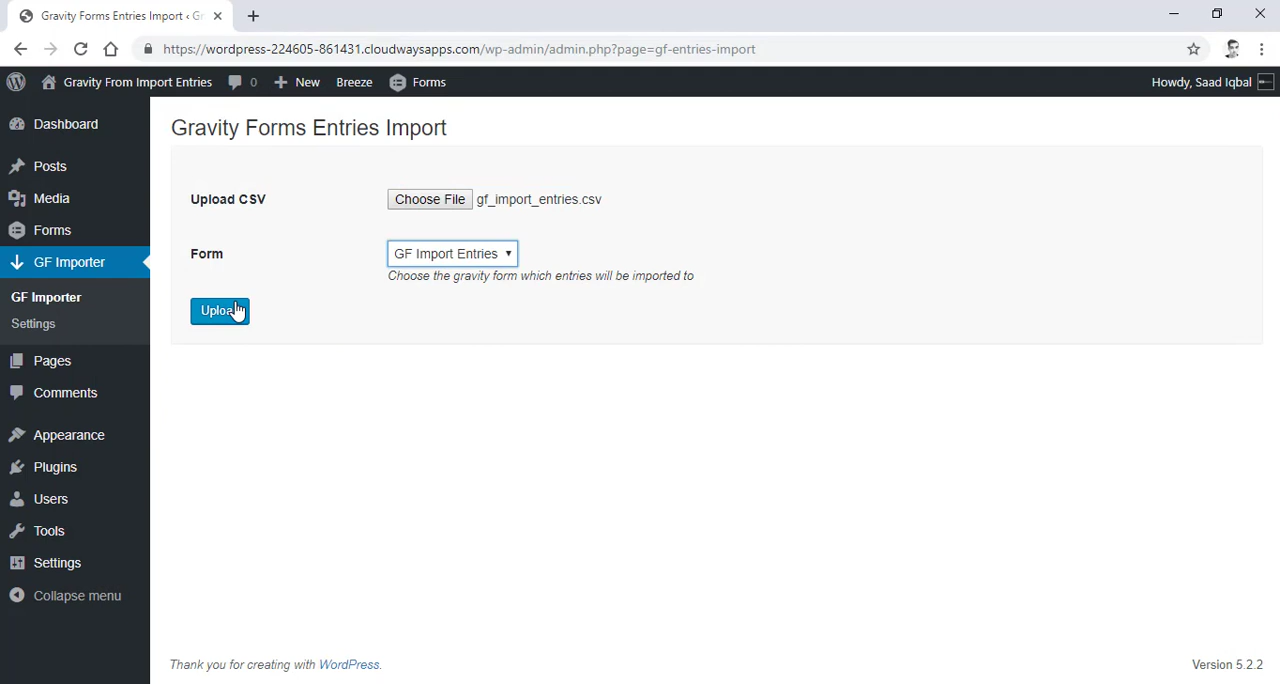 Gravity Forms Entries Import ‹ Gr
https://wordpress-224605-861431.cloudwaysapps.com/wp-admin/admin.php?page=gf-entries-import
Gravity From Import Entries 0 New Breeze Forms Howdy, Saad Iqbal
Dashboard
Posts
Media
Forms
GF Importer
GF Importer
Settings
Pages
Comments
Appearance
Plugins
Users
Tools
Settings
Collapse menu
Gravity Forms Entries Import
Upload CSV Choose File gf_import_entries.csv
Form GF Import Entries
Choose the gravity form which entries will be imported to
Upload
Thank you for creating with WordPress. Version 5.2.2